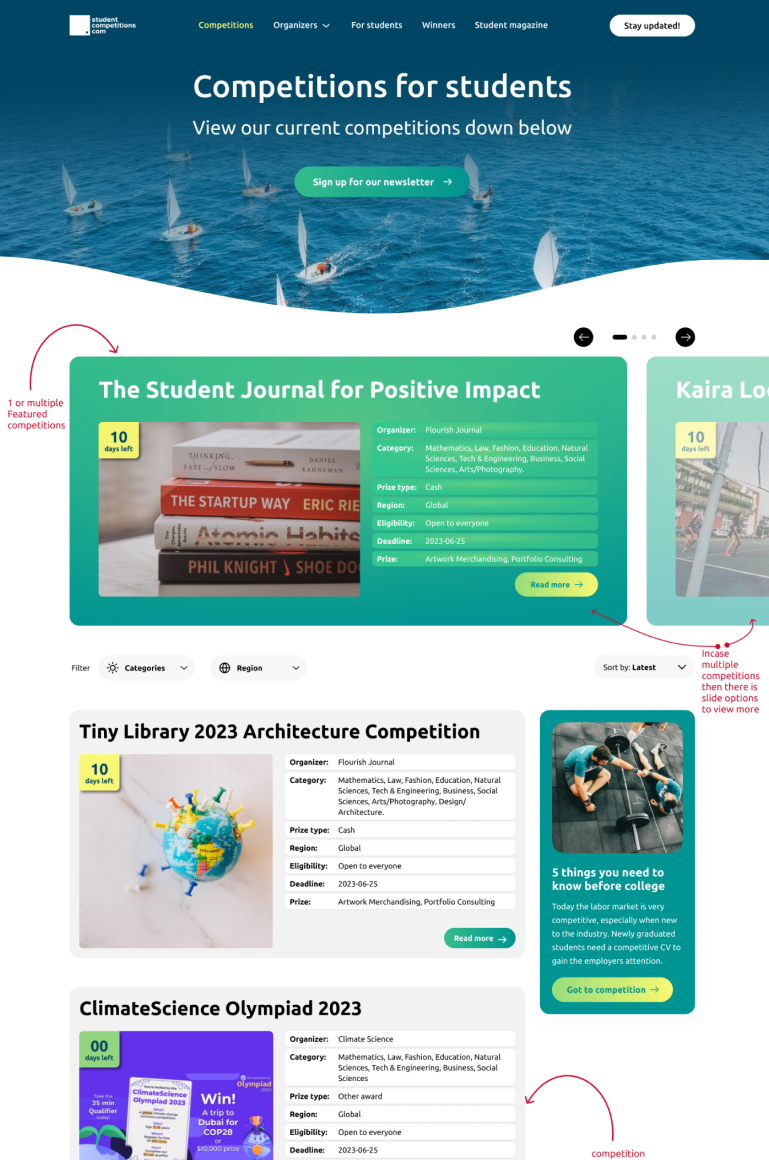 student
competitions
com
Competitions
Organizers
For students
Winners
Student magazine
Stay updated!
Competitions for students
View our current competitions down below
Sign up for our newsletter
1 or multiple
Featured
competitions
The Student Journal for Positive Impact
10
days left
THINKING,
FAST and SLOW
DANIEL
KAHNEMAN
THE STARTUP WAY
ERIC RIE
Atomic Habits
PHIL KNIGHT
SHOE DO
Organizer: Flourish Journal
Category: Mathematics, Law, Fashion, Education, Natural
Sciences, Tech & Engineering, Business, Social
Sciences, Arts/Photography.
Prize type: Cash
Region: Global
Eligibility: Open to everyone
Deadline: 2023-06-25
Prize: Artwork Merchandising, Portfolio Consulting
Read more
Kaira Loo
10
days left
Incase
multiple
competitions
then there is
slide options
to view more
Filter
Categories
Region
Sort by: Latest
Tiny Library 2023 Architecture Competition
10
days left
Organizer: Flourish Journal
Category: Mathematics, Law, Fashion, Education, Natural
Sciences, Tech & Engineering, Business, Social
Sciences, Arts/Photography, Design/
Architecture.
Prize type: Cash
Region: Global
Eligibility: Open to everyone
Deadline: 2023-06-25
Prize: Artwork Merchandising, Portfolio Consulting
Read more
5 things you need to
know before college
Today the labor market is very
competitive, especially when new
to the industry. Newly graduated
students need a competitive CV to
gain the employers attention.
Got to competition
ClimateScience Olympiad 2023
00
days left
Take the
25 min
Qualifier
today!
You're invited to the
ClimateScience
Olympiad 2023
Olympiad
Win!
A trip to
Dubai for
COP28
or
$10,000 prize
Organizer: Climate Science
Category: Mathematics, Law, Fashion, Education, Natural
Sciences, Tech & Engineering, Business, Social
Sciences
Prize type: Other award
Region: Global
Eligibility: Open to everyone
Deadline: 2023-06-25
competition